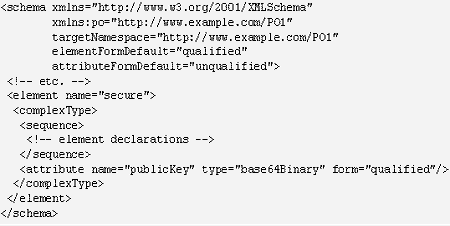 <schema xmlns="http://www.w3.org/2001/XMLSchema"
        xmlns:po="http://www.example.com/PO1"
        targetNamespace="http://www.example.com/PO1"
        elementFormDefault="qualified"
        attributeFormDefault="unqualified">
 <!-- etc. -->
 <element name="secure">
  <complexType>
   <sequence>
    <!-- element declarations -->
   </sequence>
   <attribute name="publicKey" type="base64Binary" form="qualified"/>
  </complexType>
 </element>
</schema>